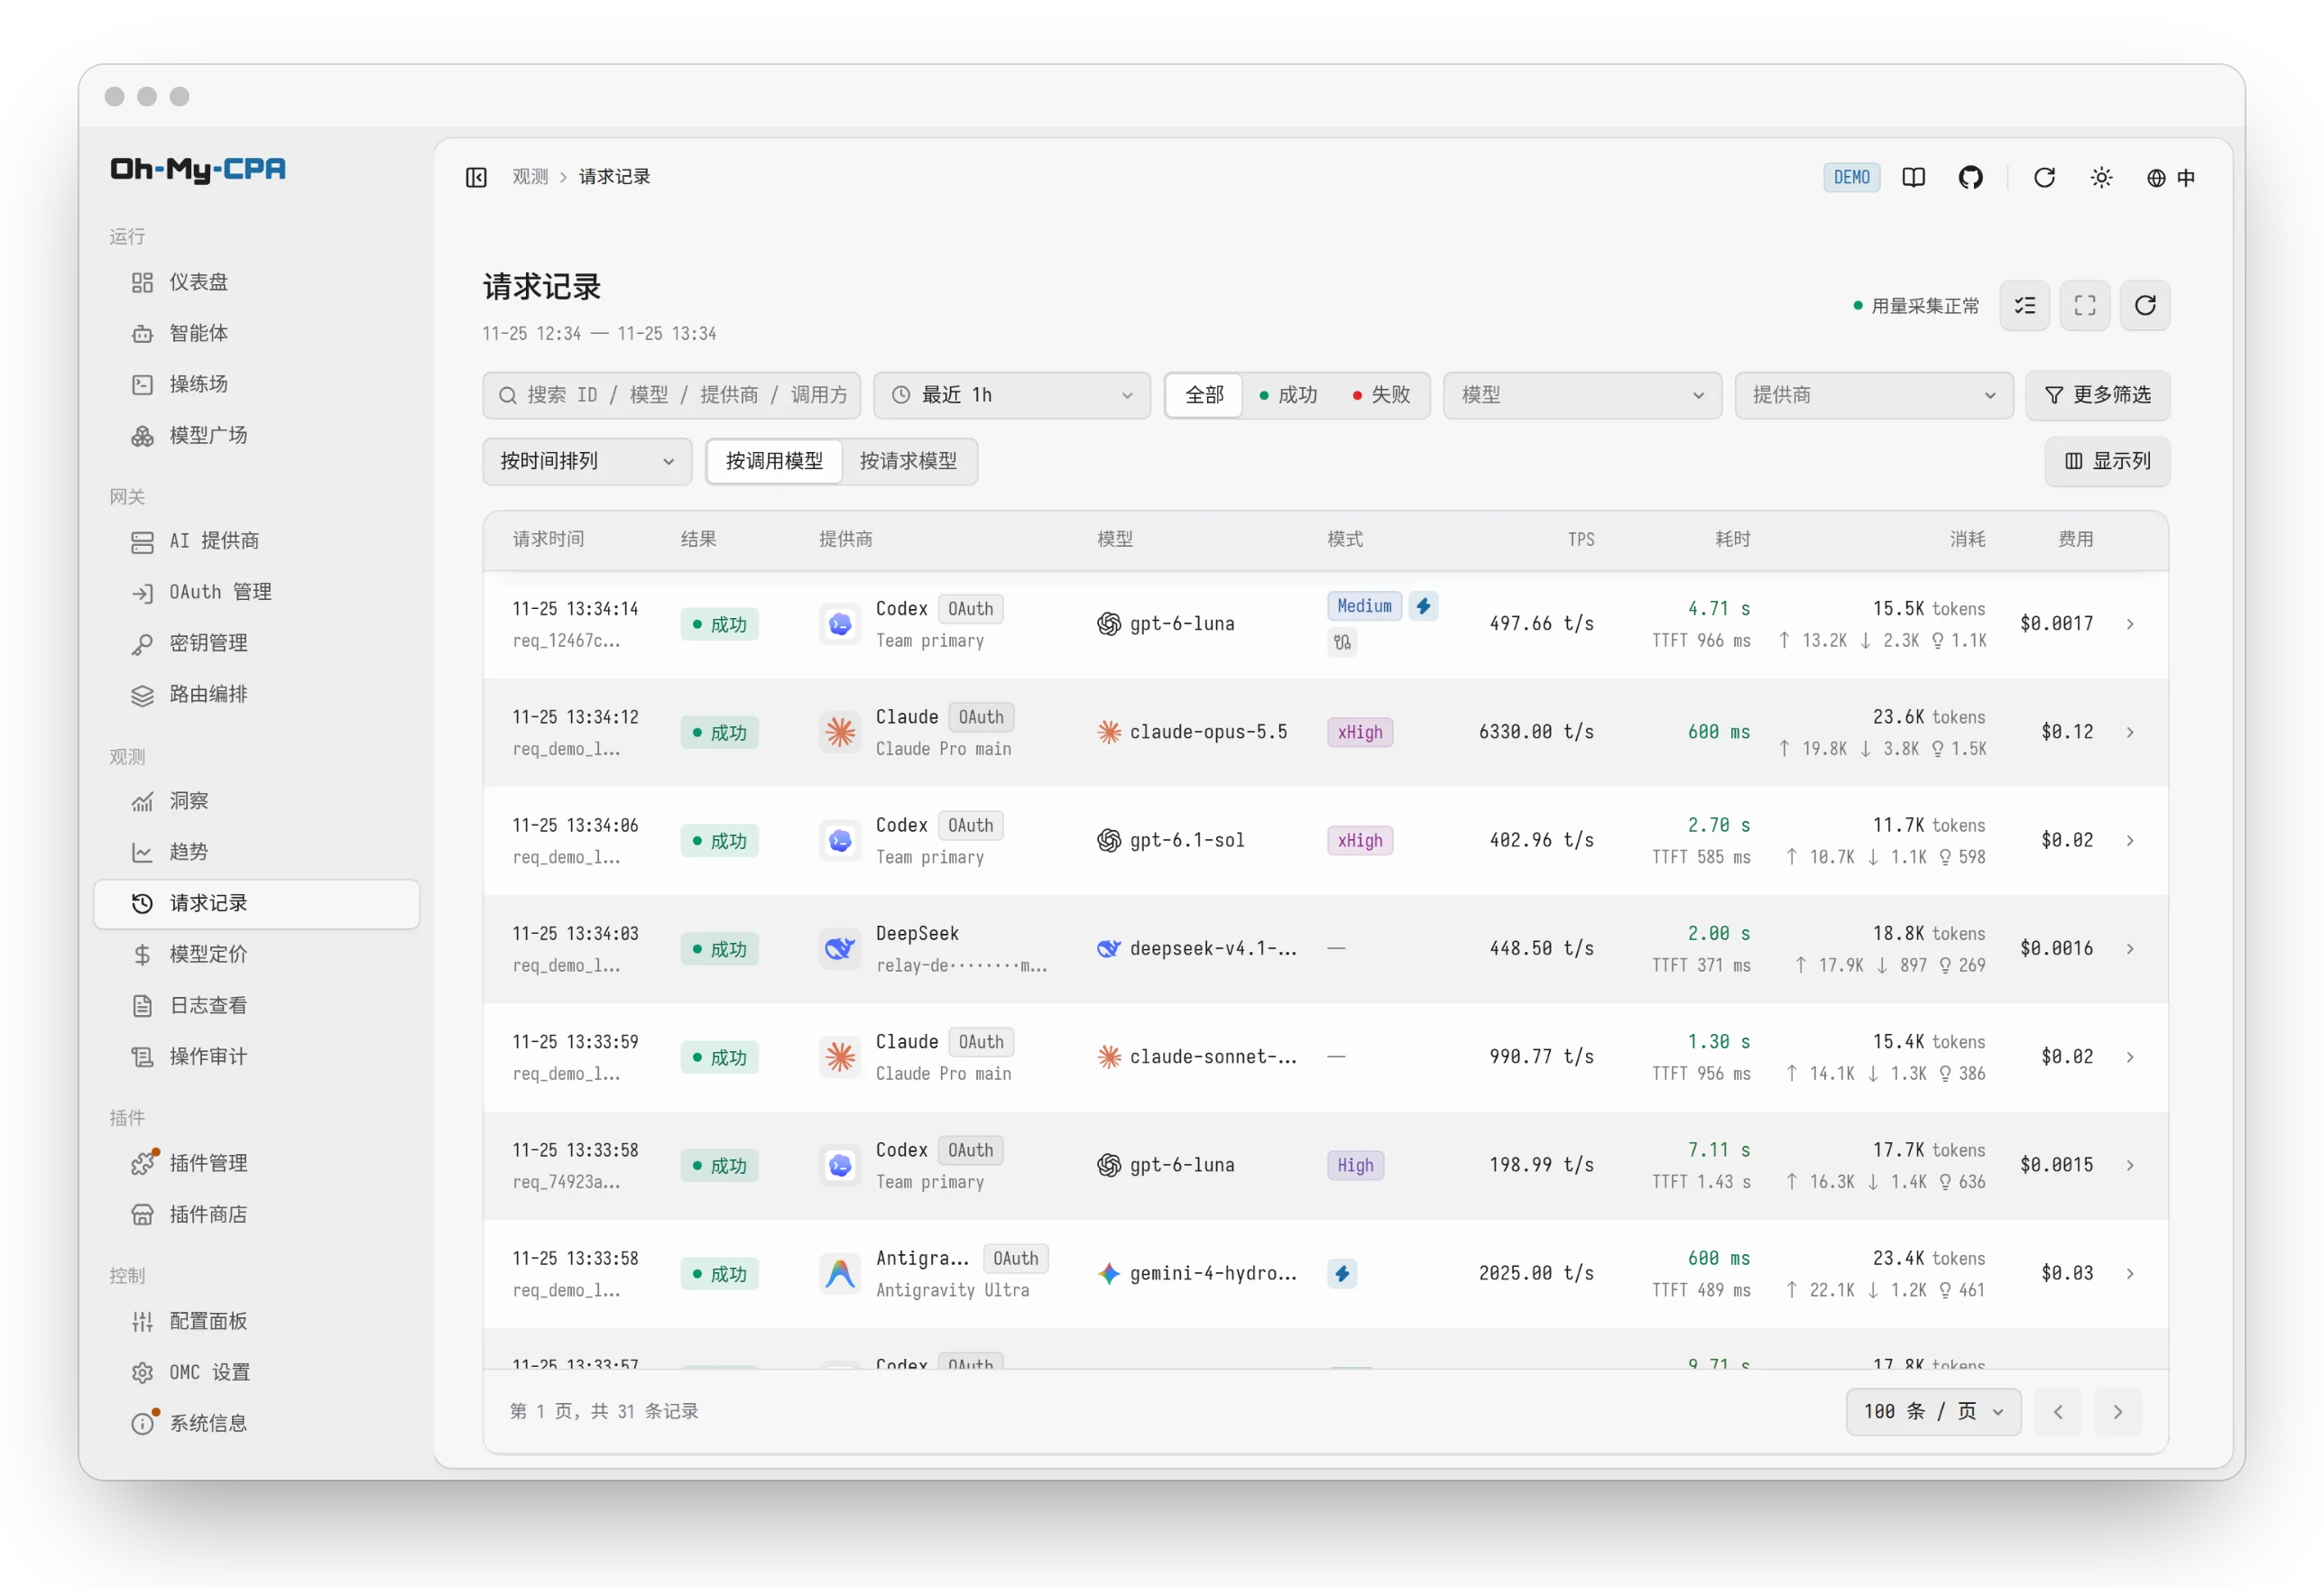 Oh-My-CPA
运行
仪表盘
智能体
操练场
模型广场
网关
AI 提供商
OAuth 管理
密钥管理
路由编排
观测
洞察
趋势
请求记录
模型定价
日志查看
操作审计
插件
插件管理
插件商店
控制
配置面板
OMC 设置
系统信息
观测 > 请求记录
DEMO
中
请求记录
11-25 12:34 — 11-25 13:34
用量采集正常
搜索 ID / 模型 / 提供商 / 调用方
最近 1h
全部 成功 失败
模型
提供商
更多筛选
按时间排列
按调用模型 按请求模型
显示列
请求时间 结果 提供商 模型 模式 TPS 耗时 消耗 费用
11-25 13:34:14 成功 Codex OAuth gpt-6-luna Medium 497.66 t/s 4.71 s 15.5K tokens $0.0017
req_12467c... Team primary TTFT 966 ms ↑ 13.2K ↓ 2.3K 1.1K
11-25 13:34:12 成功 Claude OAuth claude-opus-5.5 xHigh 6330.00 t/s 600 ms 23.6K tokens $0.12
req_demo_l... Claude Pro main ↑ 19.8K ↓ 3.8K 1.5K
11-25 13:34:06 成功 Codex OAuth gpt-6.1-sol xHigh 402.96 t/s 2.70 s 11.7K tokens $0.02
req_demo_l... Team primary TTFT 585 ms ↑ 10.7K ↓ 1.1K 598
11-25 13:34:03 成功 DeepSeek deepseek-v4.1-... — 448.50 t/s 2.00 s 18.8K tokens $0.0016
req_demo_l... relay-de········m... TTFT 371 ms ↑ 17.9K ↓ 897 269
11-25 13:33:59 成功 Claude OAuth claude-sonnet-... — 990.77 t/s 1.30 s 15.4K tokens $0.02
req_demo_l... Claude Pro main TTFT 956 ms ↑ 14.1K ↓ 1.3K 386
11-25 13:33:58 成功 Codex OAuth gpt-6-luna High 198.99 t/s 7.11 s 17.7K tokens $0.0015
req_74923a... Team primary TTFT 1.43 s ↑ 16.3K ↓ 1.4K 636
11-25 13:33:58 成功 Antigra... OAuth gemini-4-hydro... 2025.00 t/s 600 ms 23.4K tokens $0.03
req_demo_l... Antigravity Ultra TTFT 489 ms ↑ 22.1K ↓ 1.2K 461
11-25 13:33:57 Codex OAuth 9.71 s 17.8K tokens
第 1 页，共 31 条记录
100 条 / 页